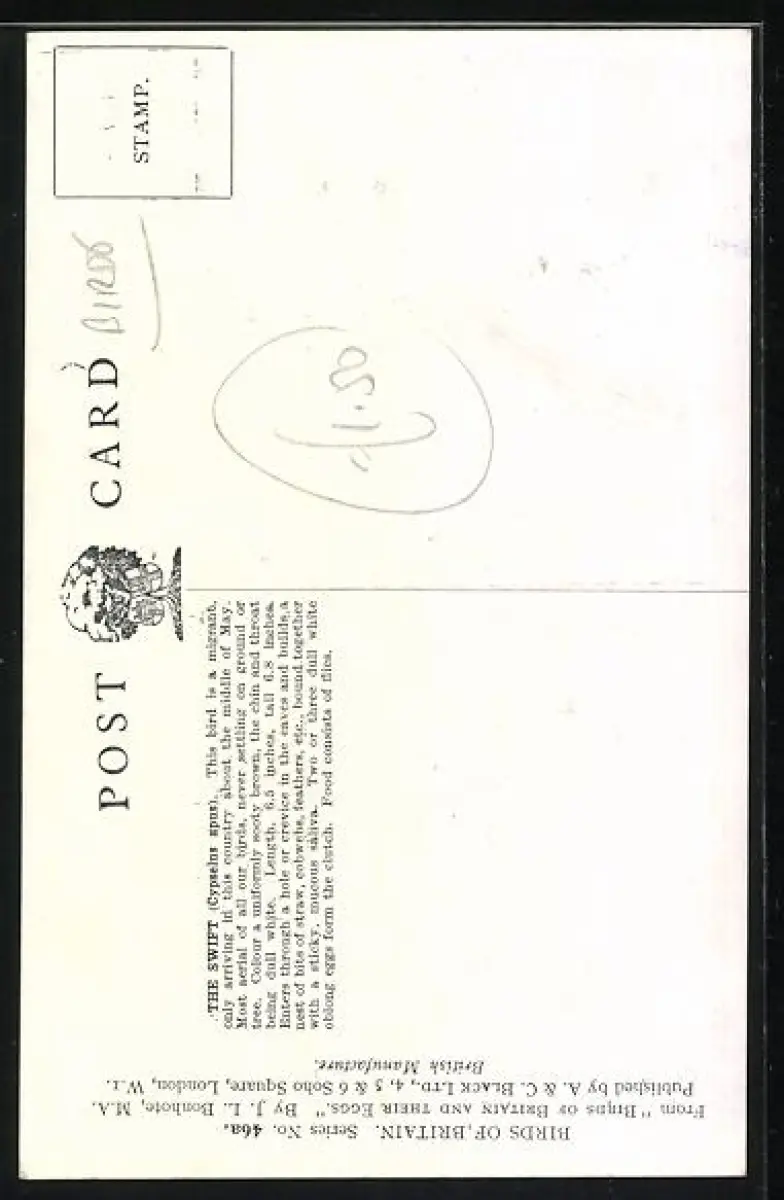 POST CARD
STAMP.
BIRDS
1.50
THE SWIFT (Cypselus apus). This bird is a migrant,
only arriving in this country about the middle of May.
Most aerial of all our birds, never settling on ground or
tree. Colour a uniformly sooty brown, the chin and throat
being dull white. Length, 6.5 inches, tail 6.8 inches.
Enters through a hole or crevice in the eaves and builds a
nest of bits of straw, cobwebs, feathers, etc., bound together
with a sticky, mucous saliva. Two or three dull white
oblong eggs form the clutch. Food consists of flies.
BIRDS OF BRITAIN. Series No. 46a.
From "Birds of Britain and their Eggs." By J. L. Bonhote, M.A.
Published by A. & C. Black Ltd., 4, 5 & 6 Soho Square, London, W.1.
British Manufacture.